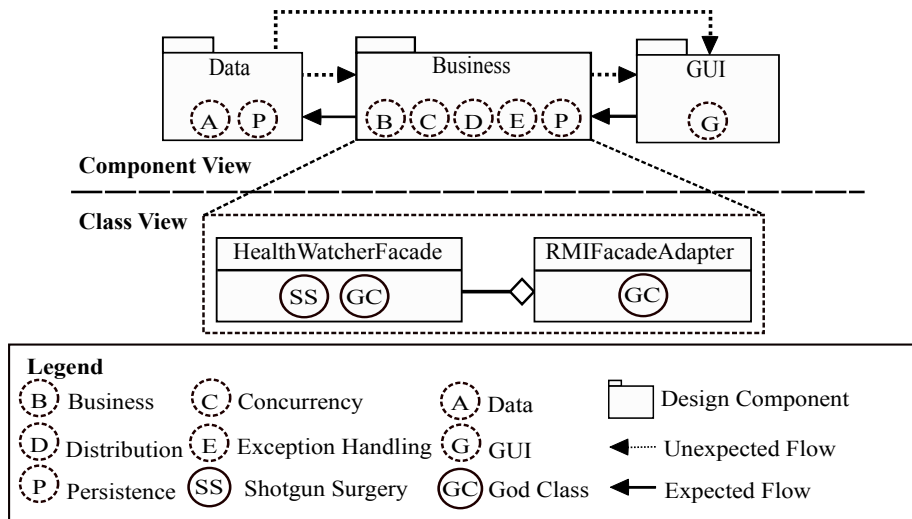 Data Business GUI
A P B C D E P G
Component View
Class View
HealthWatcherFacade RMIFacadeAdapter
SS GC GC
Legend
B Business C Concurrency A Data Design Component
D Distribution E Exception Handling G GUI Unexpected Flow
P Persistence SS Shotgun Surgery GC God Class Expected Flow